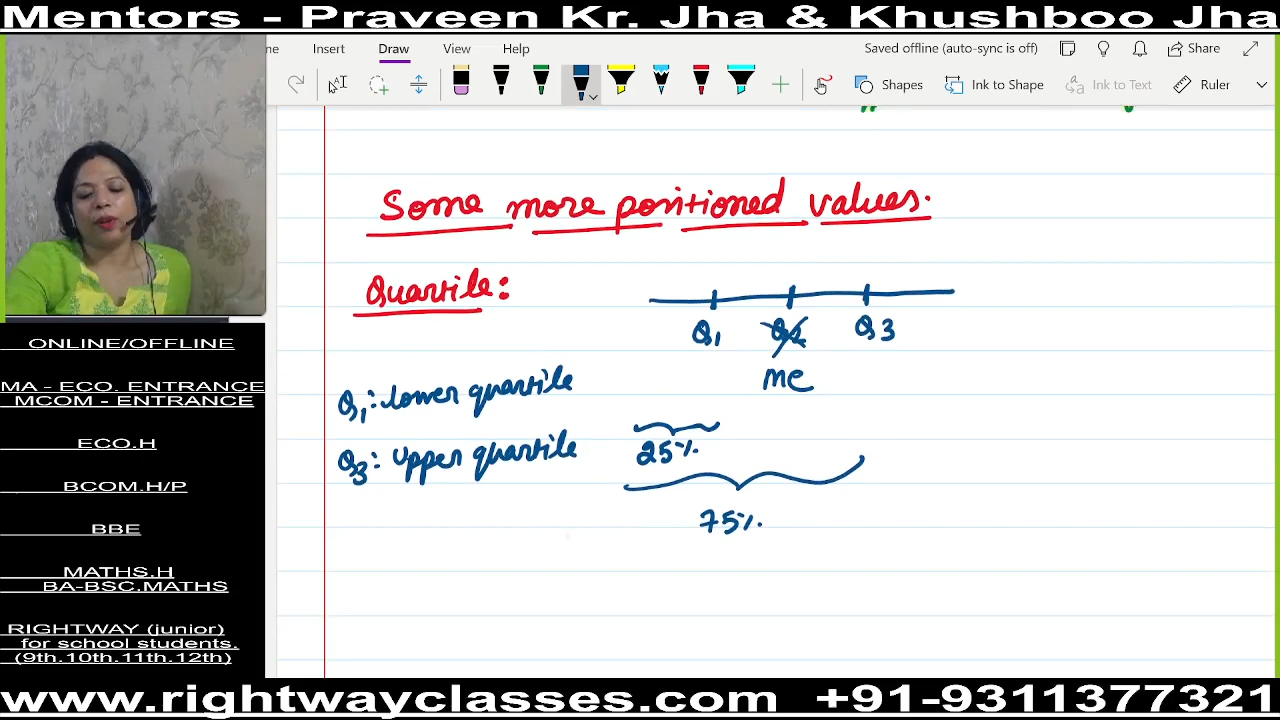 Mentors - Praveen Kr. Jha & Khushboo Jha
Insert Draw View Help
Saved offline (auto-sync is off)
Share
Shapes
Ink to Shape
Ink to Text
Ruler
Some more positioned values.
Quartile:
Q1 Q2 Q3
me
Q1: lower quartile
25%
Q3: upper quartile
75%
ONLINE/OFFLINE
MA - ECO. ENTRANCE
MCOM - ENTRANCE
ECO.H
BCOM.H/P
BBE
MATHS.H
BA-BSC.MATHS
RIGHTWAY (junior)
for school students.
(9th.10th.11th.12th)
www.rightwayclasses.com +91-9311377321